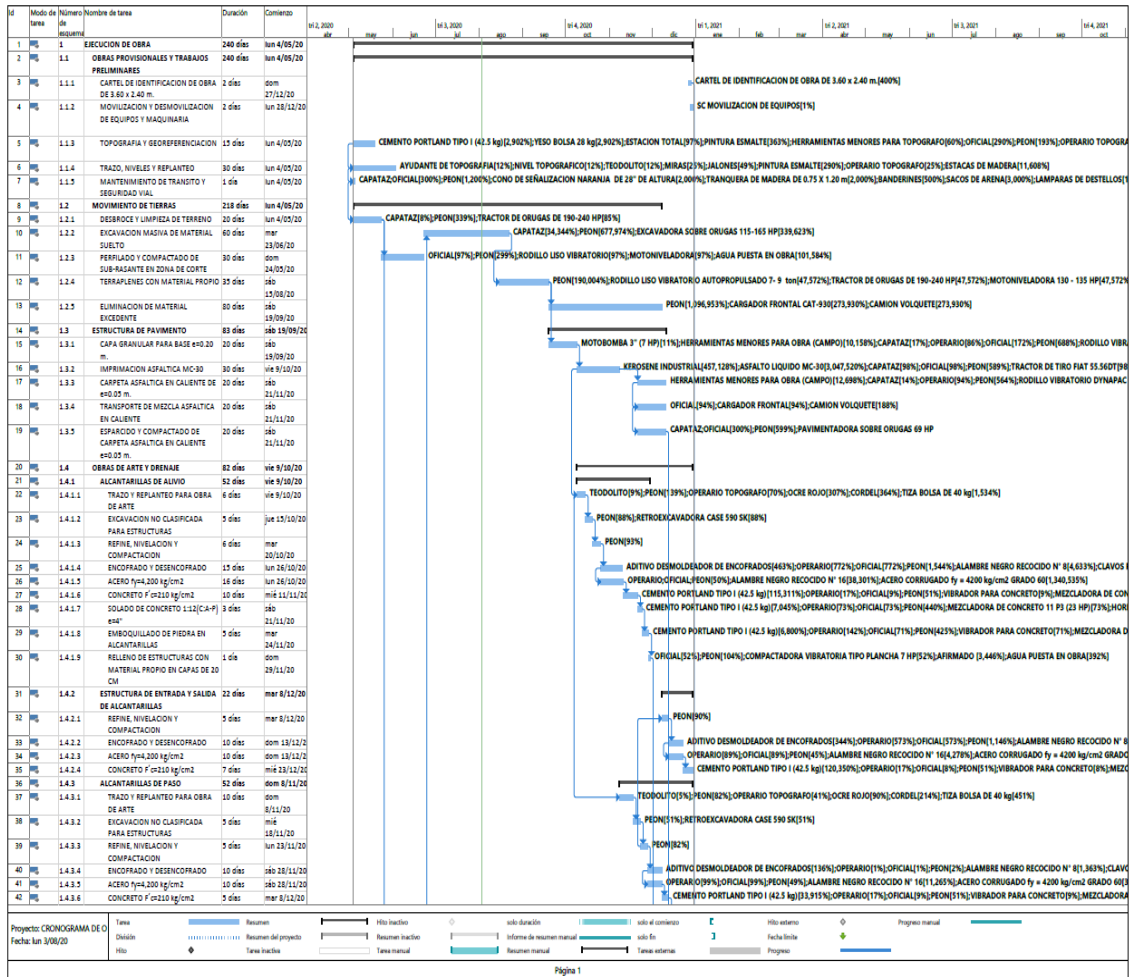 Id Modo de tarea Número de esquema Nombre de tarea Duración Comienzo
tri 2, 2020 tri 3, 2020 tri 4, 2020 tri 1, 2021 tri 2, 2021 tri 3, 2021 tri 4, 2021
abr may jun jul ago sep oct nov dic ene feb mar abr may jun jul ago sep oct
1 1 EJECUCION DE OBRA 240 días lun 4/05/20
2 1.1 OBRAS PROVISIONALES Y TRABAJOS PRELIMINARES 240 días lun 4/05/20
3 1.1.1 CARTEL DE IDENTIFICACION DE OBRA DE 3.60 x 2.40 m. 2 días dom 27/12/20 CARTEL DE IDENTIFICACION DE OBRA DE 3.60 x 2.40 m.[400%]
4 1.1.2 MOVILIZACION Y DESMOVILIZACION DE EQUIPOS Y MAQUINARIA 2 días lun 28/12/20 SC MOVILIZACION DE EQUIPOS[1%]
5 1.1.3 TOPOGRAFIA Y GEOREFERENCIACION 15 días lun 4/05/20 CEMENTO PORTLAND TIPO I (42.5 kg)[2,902%];YESO BOLSA 28 kg[2,902%];ESTACION TOTAL[97%];PINTURA ESMALTE[363%];HERRAMIENTAS MENORES PARA TOPOGRAFO[60%];OFICIAL[290%];PEON[193%];OPERARIO TOPOGRA
6 1.1.4 TRAZO, NIVELES Y REPLANTEO 30 días lun 4/05/20 AYUDANTE DE TOPOGRAFIA[12%];NIVEL TOPOGRAFICO[12%];TEODOLITO[12%];MIRAS[25%];JALONES[49%];PINTURA ESMALTE[290%];OPERARIO TOPOGRAFO[25%];ESTACAS DE MADERA[11,608%]
7 1.1.5 MANTENIMIENTO DE TRANSITO Y SEGURIDAD VIAL 1 día lun 4/05/20 CAPATAZ;OFICIAL[300%];PEON[1,200%];CONO DE SEÑALIZACION NARANJA DE 28" DE ALTURA[2,000%];TRANQUERA DE MADERA DE 0.75 X 1.20 m[2,000%];BANDERINES[500%];SACOS DE ARENA[3,000%];LAMPARAS DE DESTELLOS[1
8 1.2 MOVIMIENTO DE TIERRAS 218 días lun 4/05/20
9 1.2.1 DESBROCE Y LIMPIEZA DE TERRENO 20 días lun 4/05/20 CAPATAZ[8%];PEON[339%];TRACTOR DE ORUGAS DE 190-240 HP[85%]
10 1.2.2 EXCAVACION MASIVA DE MATERIAL SUELTO 60 días mar 23/06/20 CAPATAZ[34,344%];PEON[677,974%];EXCAVADORA SOBRE ORUGAS 115-165 HP[339,623%]
11 1.2.3 PERFILADO Y COMPACTADO DE SUB-RASANTE EN ZONA DE CORTE 30 días dom 24/05/20 OFICIAL[97%];PEON[299%];RODILLO LISO VIBRATORIO[97%];MOTONIVELADORA[97%];AGUA PUESTA EN OBRA[101,584%]
12 1.2.4 TERRAPLENES CON MATERIAL PROPIO 35 días sáb 15/08/20 PEON[190,004%];RODILLO LISO VIBRATORIO AUTOPROPULSADO 7- 9 ton[47,572%];TRACTOR DE ORUGAS DE 190-240 HP[47,572%];MOTONIVELADORA 130 - 135 HP[47,572%
13 1.2.5 ELIMINACION DE MATERIAL EXCEDENTE 80 días sáb 19/09/20 PEON[1,096,953%];CARGADOR FRONTAL CAT-930[273,930%];CAMION VOLQUETE[273,930%]
14 1.3 ESTRUCTURA DE PAVIMENTO 83 días sáb 19/09/20
15 1.3.1 CAPA GRANULAR PARA BASE e=0.20 m. 20 días sáb 19/09/20 MOTOBOMBA 3" (7 HP)[11%];HERRAMIENTAS MENORES PARA OBRA (CAMPO)[10,158%];CAPATAZ[17%];OPERARIO[86%];OFICIAL[172%];PEON[688%];RODILLO VIBR
16 1.3.2 IMPRIMACION ASFALTICA MC-30 30 días vie 9/10/20 KEROSENE INDUSTRIAL[457,128%];ASFALTO LIQUIDO MC-30[3,047,520%];CAPATAZ[98%];OFICIAL[98%];PEON[589%];TRACTOR DE TIRO FIAT 55.56DT[98
17 1.3.3 CARPETA ASFALTICA EN CALIENTE DE e=0.05 m. 20 días sáb 21/11/20 HERRAMIENTAS MENORES PARA OBRA (CAMPO)[12,698%];CAPATAZ[14%];OPERARIO[94%];PEON[564%];RODILLO VIBRATORIO DYNAPAC
18 1.3.4 TRANSPORTE DE MEZCLA ASFALTICA EN CALIENTE 20 días sáb 21/11/20 OFICIAL[94%];CARGADOR FRONTAL[94%];CAMION VOLQUETE[188%]
19 1.3.5 ESPARCIDO Y COMPACTADO DE CARPETA ASFALTICA EN CALIENTE e=0.05 m. 20 días sáb 21/11/20 CAPATAZ;OFICIAL[300%];PEON[599%];PAVIMENTADORA SOBRE ORUGAS 69 HP
20 1.4 OBRAS DE ARTE Y DRENAJE 82 días vie 9/10/20
21 1.4.1 ALCANTARILLAS DE ALIVIO 52 días vie 9/10/20
22 1.4.1.1 TRAZO Y REPLANTEO PARA OBRA DE ARTE 6 días vie 9/10/20 TEODOLITO[9%];PEON[139%];OPERARIO TOPOGRAFO[70%];OCRE ROJO[307%];CORDEL[364%];TIZA BOLSA DE 40 kg[1,534%]
23 1.4.1.2 EXCAVACION NO CLASIFICADA PARA ESTRUCTURAS 5 días jue 15/10/20 PEON[88%];RETROEXCAVADORA CASE 590 SK[88%]
24 1.4.1.3 REFINE, NIVELACION Y COMPACTACION 6 días mar 20/10/20 PEON[93%]
25 1.4.1.4 ENCOFRADO Y DESENCOFRADO 15 días lun 26/10/20 ADITIVO DESMOLDEADOR DE ENCOFRADOS[463%];OPERARIO[772%];OFICIAL[772%];PEON[1,544%];ALAMBRE NEGRO RECOCIDO N° 8[4,633%];CLAVOS
26 1.4.1.5 ACERO fy=4,200 kg/cm2 16 días lun 26/10/20 OPERARIO;OFICIAL;PEON[50%];ALAMBRE NEGRO RECOCIDO N° 16[38,301%];ACERO CORRUGADO fy = 4200 kg/cm2 GRADO 60[1,340,535%]
27 1.4.1.6 CONCRETO F'c=210 kg/cm2 10 días mié 11/11/20 CEMENTO PORTLAND TIPO I (42.5 kg)[115,311%];OPERARIO[17%];OFICIAL[9%];PEON[51%];VIBRADOR PARA CONCRETO[9%];MEZCLADORA DE CON
28 1.4.1.7 SOLADO DE CONCRETO 1:12(C:A-P) e=4" 3 días sáb 21/11/20 CEMENTO PORTLAND TIPO I (42.5 kg)[7,045%];OPERARIO[73%];OFICIAL[73%];PEON[440%];MEZCLADORA DE CONCRETO 11 P3 (23 HP)[73%];HORM
29 1.4.1.8 EMBOQUILLADO DE PIEDRA EN ALCANTARILLAS 5 días mar 24/11/20 CEMENTO PORTLAND TIPO I (42.5 kg)[6,800%];OPERARIO[142%];OFICIAL[71%];PEON[425%];VIBRADOR PARA CONCRETO[71%];MEZCLADORA D
30 1.4.1.9 RELLENO DE ESTRUCTURAS CON MATERIAL PROPIO EN CAPAS DE 20 CM 1 día dom 29/11/20 OFICIAL[52%];PEON[104%];COMPACTADORA VIBRATORIA TIPO PLANCHA 7 HP[52%];AFIRMADO [3,446%];AGUA PUESTA EN OBRA[392%]
31 1.4.2 ESTRUCTURA DE ENTRADA Y SALIDA DE ALCANTARILLAS 22 días mar 8/12/20
32 1.4.2.1 REFINE, NIVELACION Y COMPACTACION 5 días mar 8/12/20 PEON[90%]
33 1.4.2.2 ENCOFRADO Y DESENCOFRADO 10 días dom 13/12/2 ADITIVO DESMOLDEADOR DE ENCOFRADOS[344%];OPERARIO[573%];OFICIAL[573%];PEON[1,146%];ALAMBRE NEGRO RECOCIDO N° 8
34 1.4.2.3 ACERO fy=4,200 kg/cm2 10 días dom 13/12/2 OPERARIO[89%];OFICIAL[89%];PEON[45%];ALAMBRE NEGRO RECOCIDO N° 16[4,278%];ACERO CORRUGADO fy = 4200 kg/cm2 GRADO
35 1.4.2.4 CONCRETO F'c=210 kg/cm2 7 días mié 23/12/20 CEMENTO PORTLAND TIPO I (42.5 kg)[120,350%];OPERARIO[17%];OFICIAL[8%];PEON[51%];VIBRADOR PARA CONCRETO[8%];MEZC
36 1.4.3 ALCANTARILLAS DE PASO 52 días dom 8/11/20
37 1.4.3.1 TRAZO Y REPLANTEO PARA OBRA DE ARTE 10 días dom 8/11/20 TEODOLITO[5%];PEON[82%];OPERARIO TOPOGRAFO[41%];OCRE ROJO[90%];CORDEL[214%];TIZA BOLSA DE 40 kg[451%]
38 1.4.3.2 EXCAVACION NO CLASIFICADA PARA ESTRUCTURAS 5 días mié 18/11/20 PEON[51%];RETROEXCAVADORA CASE 590 SK[51%]
39 1.4.3.3 REFINE, NIVELACION Y COMPACTACION 5 días lun 23/11/20 PEON[82%]
40 1.4.3.4 ENCOFRADO Y DESENCOFRADO 10 días sáb 28/11/20 ADITIVO DESMOLDEADOR DE ENCOFRADOS[136%];OPERARIO[1%];OFICIAL[1%];PEON[2%];ALAMBRE NEGRO RECOCIDO N° 8[1,363%];CLAVO
41 1.4.3.5 ACERO fy=4,200 kg/cm2 10 días sáb 28/11/20 OPERARIO[99%];OFICIAL[99%];PEON[49%];ALAMBRE NEGRO RECOCIDO N° 16[11,265%];ACERO CORRUGADO fy = 4200 kg/cm2 GRADO 60[3
42 1.4.3.6 CONCRETO F'c=210 kg/cm2 5 días mar 8/12/20 CEMENTO PORTLAND TIPO I (42.5 kg)[33,915%];OPERARIO[17%];OFICIAL[9%];PEON[51%];VIBRADOR PARA CONCRETO[9%];MEZCLADORA
Proyecto: CRONOGRAMA DE O
Fecha: lun 3/08/20
Tarea Resumen Hito inactivo solo duración solo el comienzo Hito externo Progreso manual
División Resumen del proyecto Resumen inactivo Informe de resumen manual solo fin Fecha límite
Hito Tarea inactiva Tarea manual Resumen manual Tareas externas Progreso
Página 1